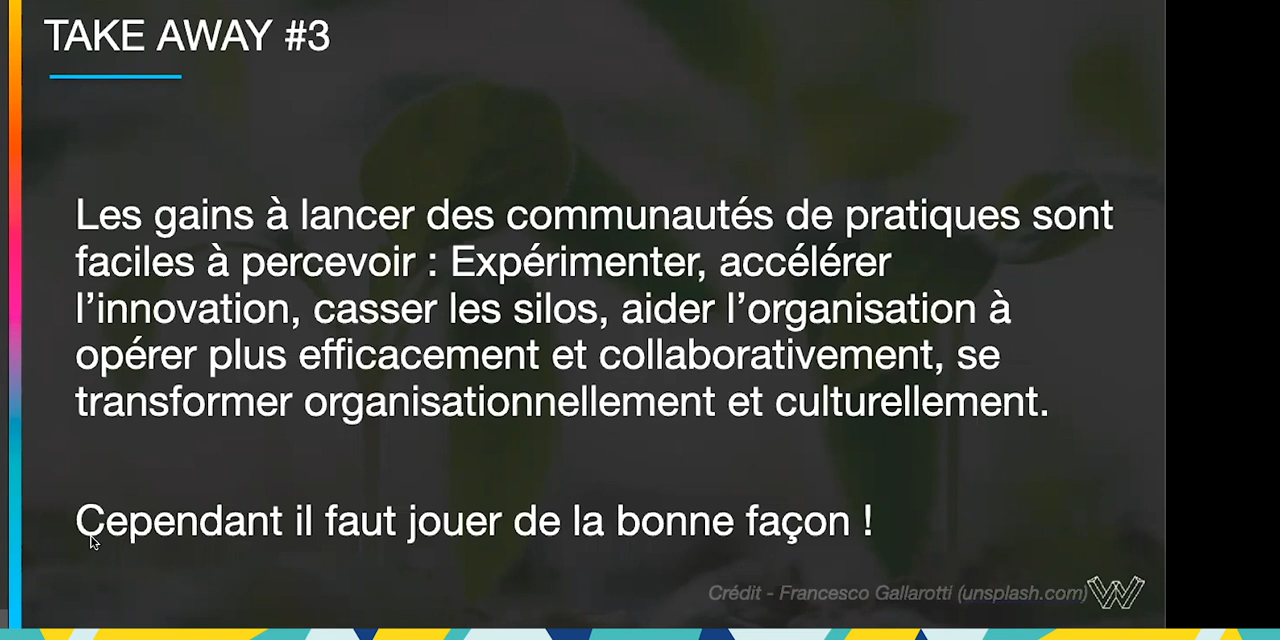 TAKE AWAY #3
Les gains à lancer des communautés de pratiques sont
faciles à percevoir : Expérimenter, accélérer
l’innovation, casser les silos, aider l’organisation à
opérer plus efficacement et collaborativement, se
transformer organisationnellement et culturellement.
Cependant il faut jouer de la bonne façon !
Crédit - Francesco Gallarotti (unsplash.com)